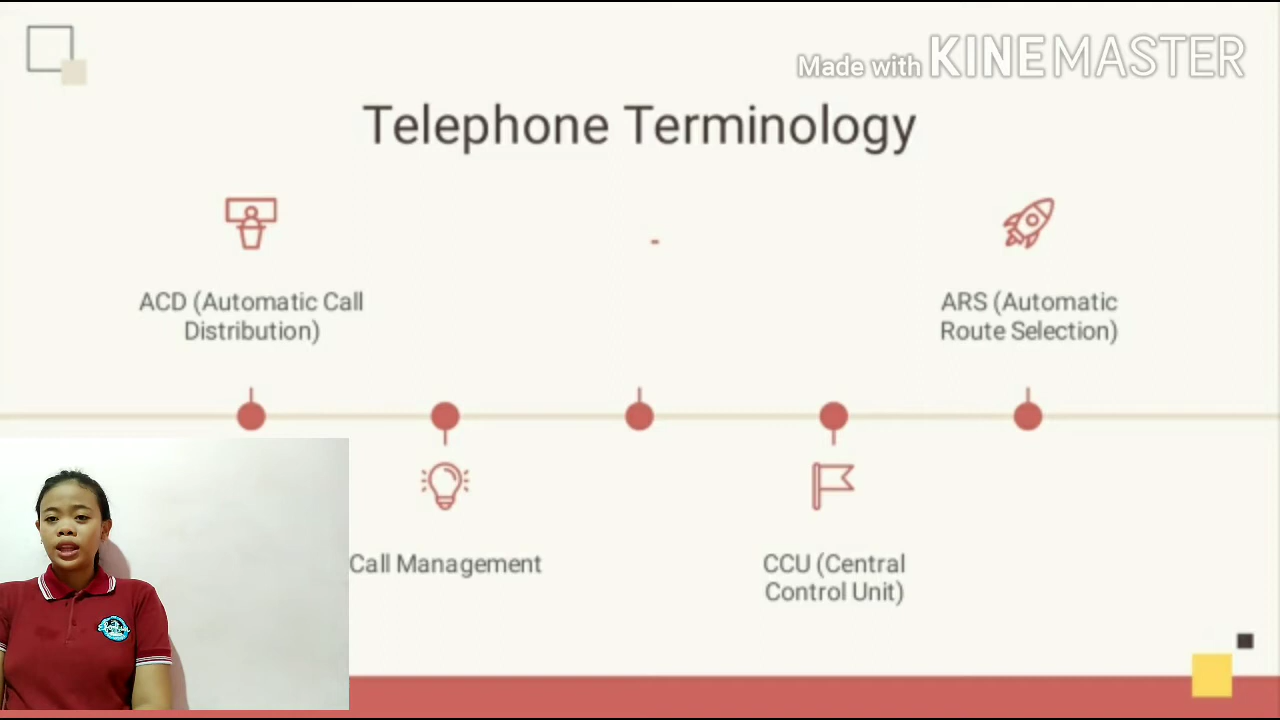 Made with KINEMASTER
Telephone Terminology
ACD (Automatic Call
Distribution)
ARS (Automatic
Route Selection)
Call Management
CCU (Central
Control Unit)